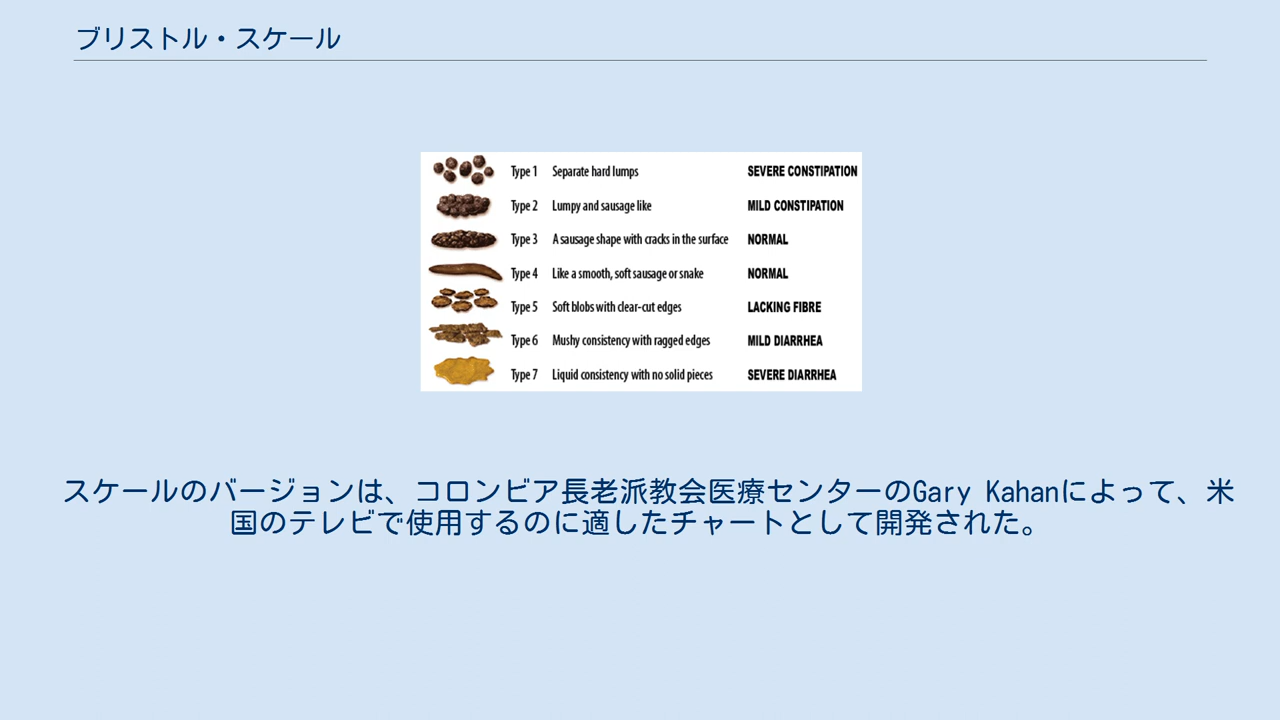 ブリストル・スケール
Type 1 Separate hard lumps SEVERE CONSTIPATION
Type 2 Lumpy and sausage like MILD CONSTIPATION
Type 3 A sausage shape with cracks in the surface NORMAL
Type 4 Like a smooth, soft sausage or snake NORMAL
Type 5 Soft blobs with clear-cut edges LACKING FIBRE
Type 6 Mushy consistency with ragged edges MILD DIARRHEA
Type 7 Liquid consistency with no solid pieces SEVERE DIARRHEA
スケールのバージョンは、コロンビア長老派教会医療センターのGary Kahanによって、米
国のテレビで使用するのに適したチャートとして開発された。